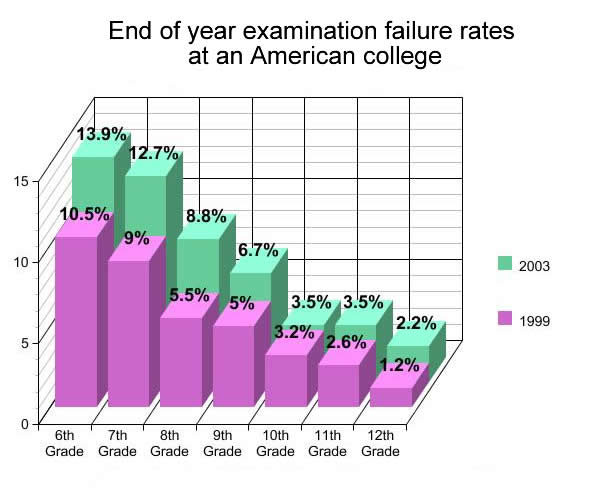 End of year examination failure rates
at an American college
13.9%
12.7%
8.8%
6.7%
3.5%
3.5%
2.2%
10.5%
9%
5.5%
5%
3.2%
2.6%
1.2%
15
10
5
0
2003
1999
6th
Grade
7th
Grade
8th
Grade
9th
Grade
10th
Grade
11th
Grade
12th
Grade